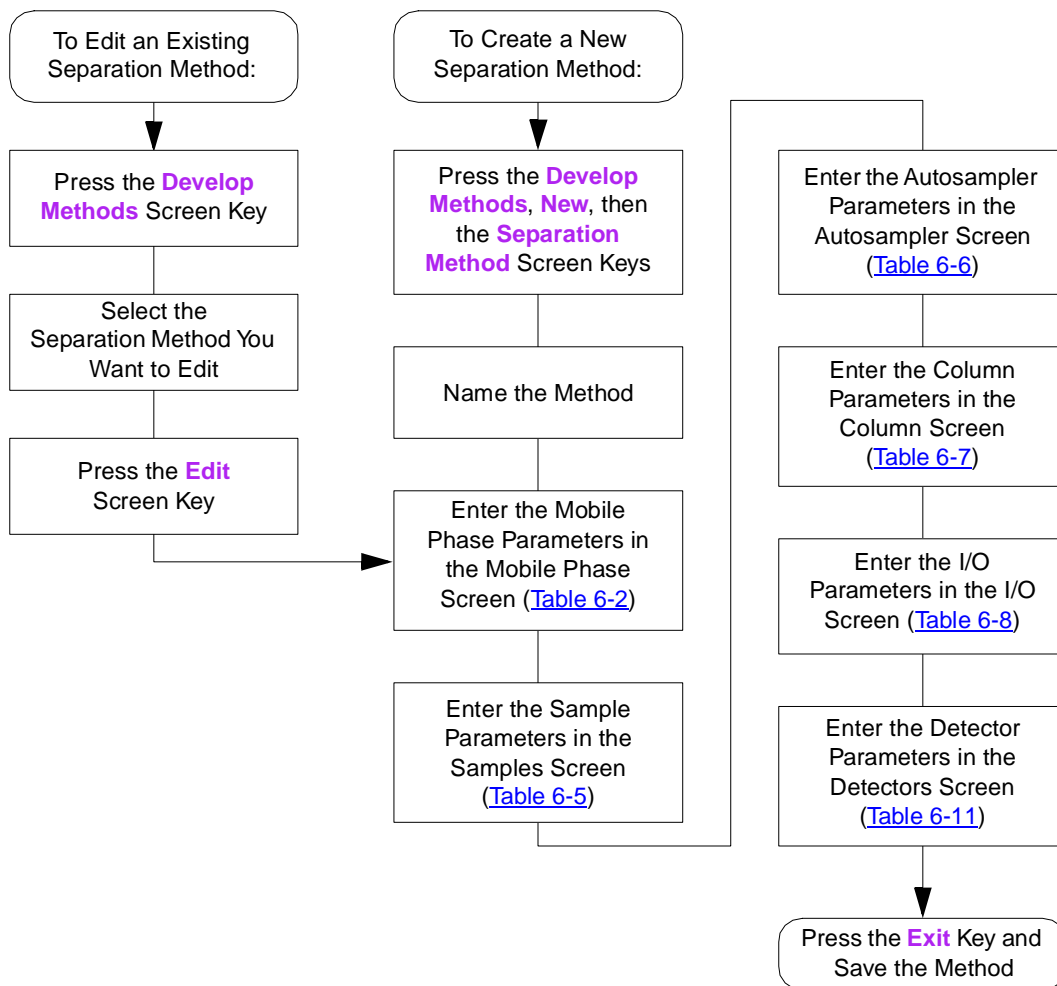 To Edit an Existing
Separation Method:
Press the Develop
Methods Screen Key
Select the
Separation Method You
Want to Edit
Press the Edit
Screen Key
To Create a New
Separation Method:
Press the Develop
Methods, New, then
the Separation
Method Screen Keys
Name the Method
Enter the Mobile
Phase Parameters in
the Mobile Phase
Screen (Table 6-2)
Enter the Sample
Parameters in the
Samples Screen
(Table 6-5)
Enter the Autosampler
Parameters in the
Autosampler Screen
(Table 6-6)
Enter the Column
Parameters in the
Column Screen
(Table 6-7)
Enter the I/O
Parameters in the I/O
Screen (Table 6-8)
Enter the Detector
Parameters in the
Detectors Screen
(Table 6-11)
Press the Exit Key and
Save the Method